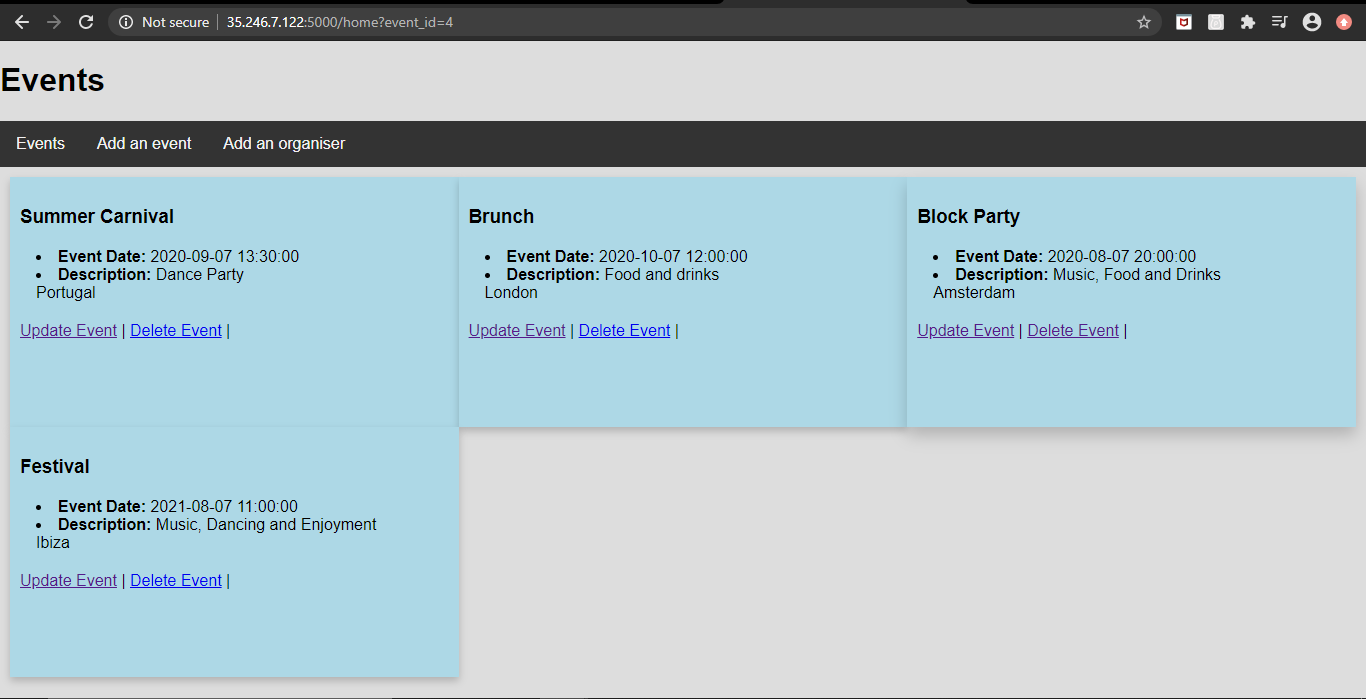 Not secure | 35.246.7.122:5000/home?event_id=4
Events
Events Add an event Add an organiser
Summer Carnival
• Event Date: 2020-09-07 13:30:00
• Description: Dance Party
Portugal
Update Event | Delete Event |
Brunch
• Event Date: 2020-10-07 12:00:00
• Description: Food and drinks
London
Update Event | Delete Event |
Block Party
• Event Date: 2020-08-07 20:00:00
• Description: Music, Food and Drinks
Amsterdam
Update Event | Delete Event |
Festival
• Event Date: 2021-08-07 11:00:00
• Description: Music, Dancing and Enjoyment
Ibiza
Update Event | Delete Event |